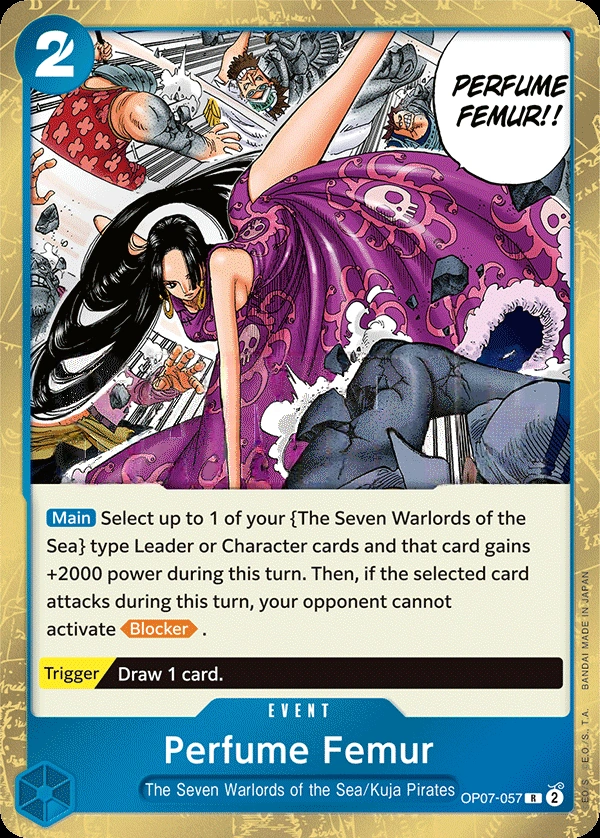 2
PERFUME
FEMUR!!
Main Select up to 1 of your {The Seven Warlords of the
Sea} type Leader or Character cards and that card gains
+2000 power during this turn. Then, if the selected card
attacks during this turn, your opponent cannot
activate Blocker .
Trigger Draw 1 card.
EVENT
Perfume Femur
The Seven Warlords of the Sea/Kuja Pirates
OP07-057 R 2
©E.O./S, T.A. BANDAI MADE IN JAPAN